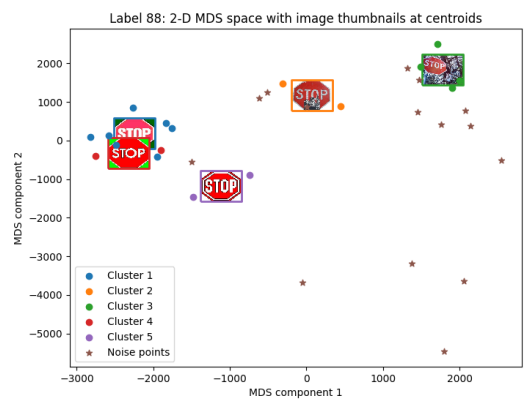 Label 88: 2-D MDS space with image thumbnails at centroids
MDS component 2
2000
1000
0
−1000
−2000
−3000
−4000
−5000
STOP
STOP
STOP
STOP
STOP
Cluster 1
Cluster 2
Cluster 3
Cluster 4
Cluster 5
Noise points
−3000
−2000
−1000
0
1000
2000
MDS component 1